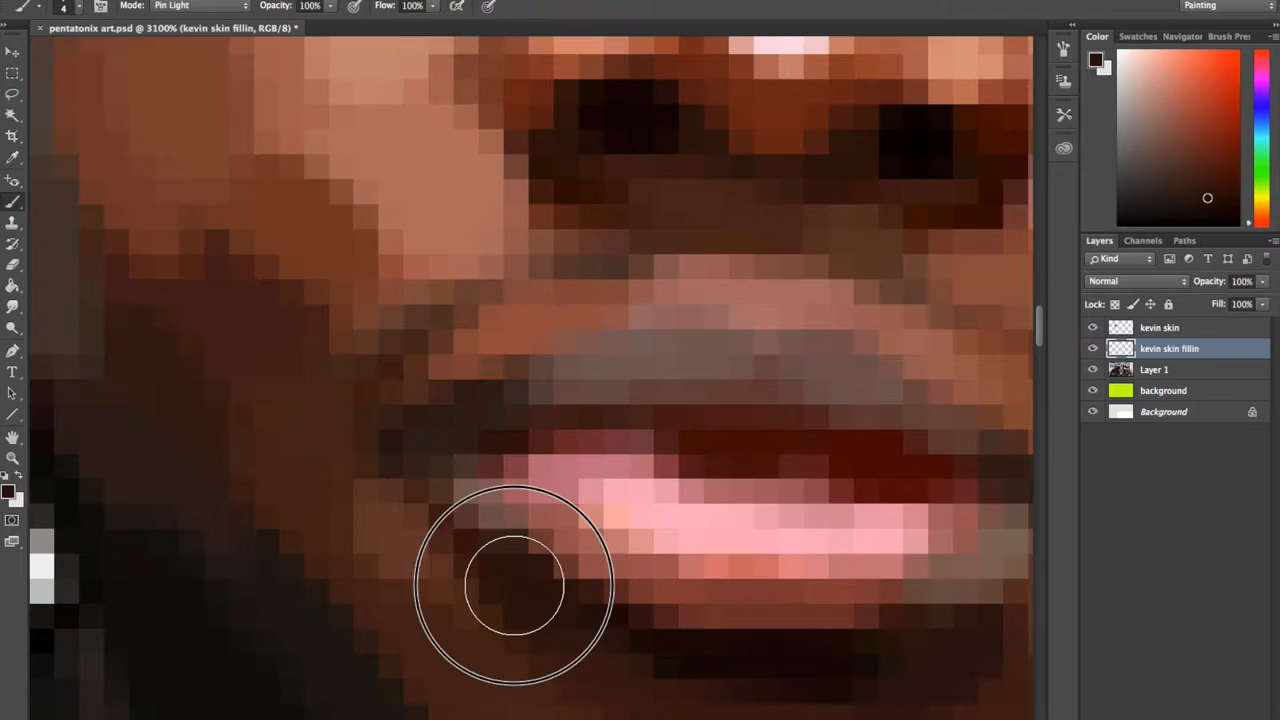 4 Mode: Pin Light Opacity: 100% Flow: 100% Painting
× pentatonix art.psd @ 3100% (kevin skin fillin, RGB/8) *
Color Swatches Navigator Brush Pre:
Layers Channels Paths
Kind
Normal Opacity: 100%
Lock: Fill: 100%
kevin skin
kevin skin fillin
Layer 1
background
Background